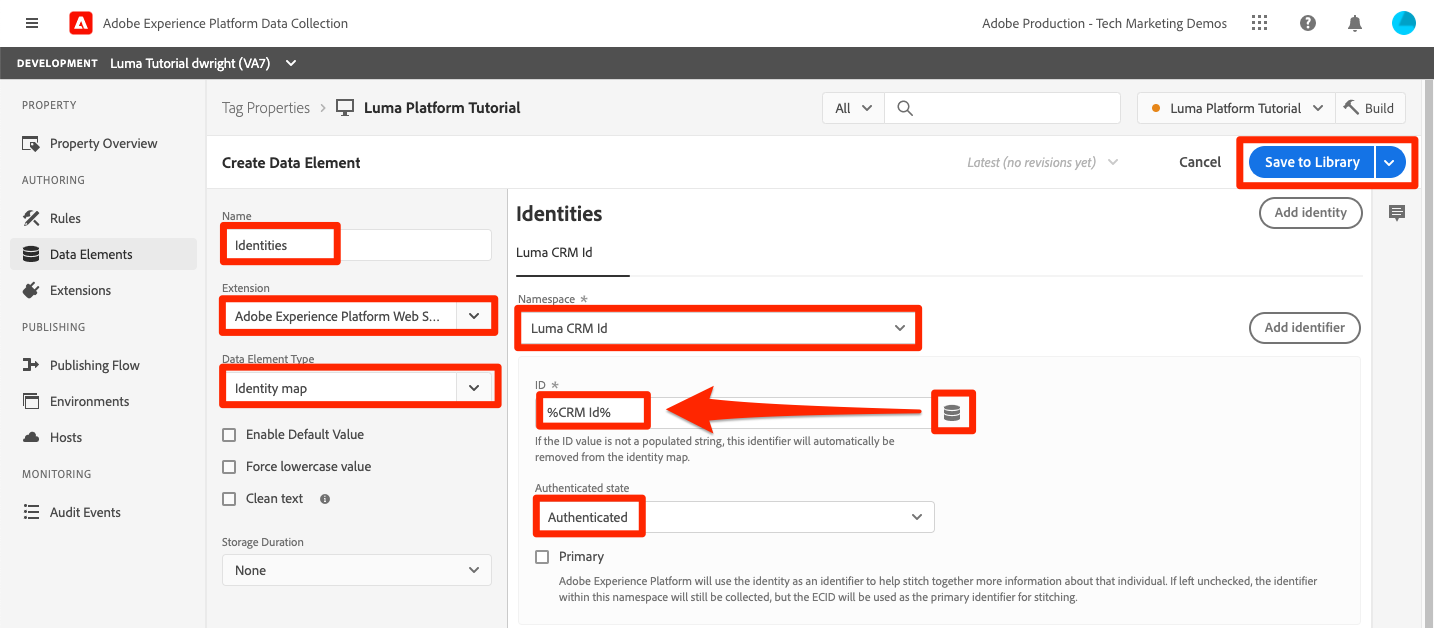 Adobe Experience Platform Data Collection
Adobe Production - Tech Marketing Demos
DEVELOPMENT Luma Tutorial dwright (VA7)
PROPERTY
Property Overview
AUTHORING
Rules
Data Elements
Extensions
PUBLISHING
Publishing Flow
Environments
Hosts
MONITORING
Audit Events
Tag Properties > Luma Platform Tutorial
All
Luma Platform Tutorial
Build
Create Data Element
Latest (no revisions yet)
Cancel
Save to Library
Name
Identities
Extension
Adobe Experience Platform Web S...
Data Element Type
Identity map
Enable Default Value
Force lowercase value
Clean text
Storage Duration
None
Identities
Add identity
Luma CRM Id
Namespace *
Luma CRM Id
Add identifier
ID *
%CRM Id%
If the ID value is not a populated string, this identifier will automatically be
removed from the identity map.
Authenticated state
Authenticated
Primary
Adobe Experience Platform will use the identity as an identifier to help stitch together more information about that individual. If left unchecked, the identifier
within this namespace will still be collected, but the ECID will be used as the primary identifier for stitching.